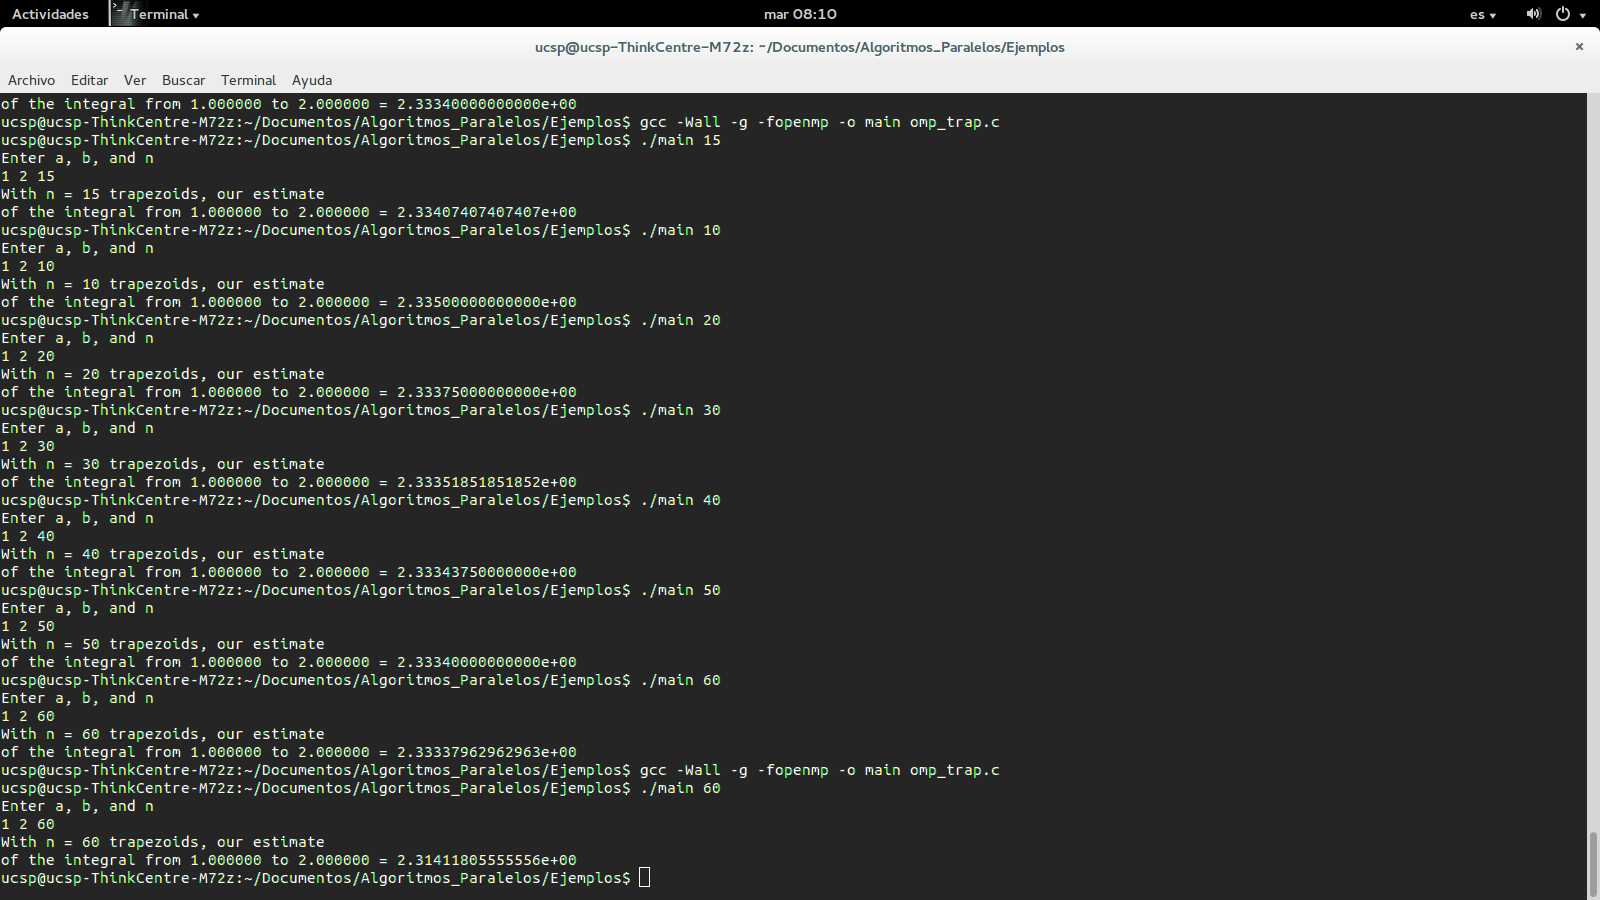 Actividades Terminal mar 08:10 es
ucsp@ucsp-ThinkCentre-M72z: ~/Documentos/Algoritmos_Paralelos/Ejemplos
Archivo Editar Ver Buscar Terminal Ayuda
of the integral from 1.000000 to 2.000000 = 2.33340000000000e+00
ucsp@ucsp-ThinkCentre-M72z:~/Documentos/Algoritmos_Paralelos/Ejemplos$ gcc -Wall -g -fopenmp -o main omp_trap.c
ucsp@ucsp-ThinkCentre-M72z:~/Documentos/Algoritmos_Paralelos/Ejemplos$ ./main 15
Enter a, b, and n
1 2 15
With n = 15 trapezoids, our estimate
of the integral from 1.000000 to 2.000000 = 2.33407407407407e+00
ucsp@ucsp-ThinkCentre-M72z:~/Documentos/Algoritmos_Paralelos/Ejemplos$ ./main 10
Enter a, b, and n
1 2 10
With n = 10 trapezoids, our estimate
of the integral from 1.000000 to 2.000000 = 2.33500000000000e+00
ucsp@ucsp-ThinkCentre-M72z:~/Documentos/Algoritmos_Paralelos/Ejemplos$ ./main 20
Enter a, b, and n
1 2 20
With n = 20 trapezoids, our estimate
of the integral from 1.000000 to 2.000000 = 2.33375000000000e+00
ucsp@ucsp-ThinkCentre-M72z:~/Documentos/Algoritmos_Paralelos/Ejemplos$ ./main 30
Enter a, b, and n
1 2 30
With n = 30 trapezoids, our estimate
of the integral from 1.000000 to 2.000000 = 2.33351851851852e+00
ucsp@ucsp-ThinkCentre-M72z:~/Documentos/Algoritmos_Paralelos/Ejemplos$ ./main 40
Enter a, b, and n
1 2 40
With n = 40 trapezoids, our estimate
of the integral from 1.000000 to 2.000000 = 2.33343750000000e+00
ucsp@ucsp-ThinkCentre-M72z:~/Documentos/Algoritmos_Paralelos/Ejemplos$ ./main 50
Enter a, b, and n
1 2 50
With n = 50 trapezoids, our estimate
of the integral from 1.000000 to 2.000000 = 2.33340000000000e+00
ucsp@ucsp-ThinkCentre-M72z:~/Documentos/Algoritmos_Paralelos/Ejemplos$ ./main 60
Enter a, b, and n
1 2 60
With n = 60 trapezoids, our estimate
of the integral from 1.000000 to 2.000000 = 2.33337962962963e+00
ucsp@ucsp-ThinkCentre-M72z:~/Documentos/Algoritmos_Paralelos/Ejemplos$ gcc -Wall -g -fopenmp -o main omp_trap.c
ucsp@ucsp-ThinkCentre-M72z:~/Documentos/Algoritmos_Paralelos/Ejemplos$ ./main 60
Enter a, b, and n
1 2 60
With n = 60 trapezoids, our estimate
of the integral from 1.000000 to 2.000000 = 2.31411805555556e+00
ucsp@ucsp-ThinkCentre-M72z:~/Documentos/Algoritmos_Paralelos/Ejemplos$